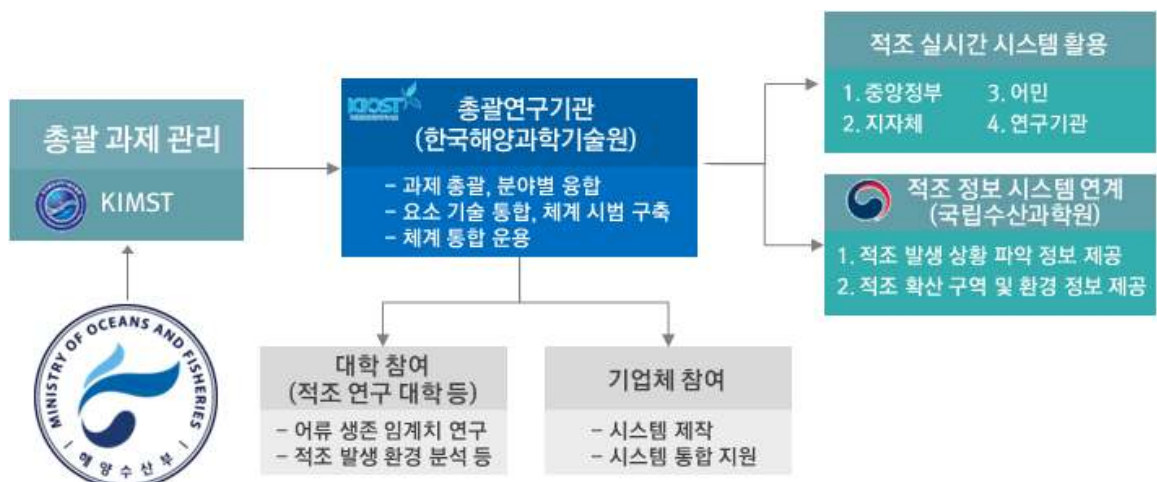 총괄 과제 관리
KIMST
MINISTRY OF OCEANS AND FISHERIES
해양수산부
KIOST
총괄연구기관
(한국해양과학기술원)
- 과제 총괄, 분야별 융합
- 요소 기술 통합, 체계 시범 구축
- 체계 통합 운용
대학 참여
(적조 연구 대학 등)
- 어류 생존 임계치 연구
- 적조 발생 환경 분석 등
기업체 참여
- 시스템 제작
- 시스템 통합 지원
적조 실시간 시스템 활용
1. 중앙정부 3. 어민
2. 지자체 4. 연구기관
적조 정보 시스템 연계
(국립수산과학원)
1. 적조 발생 상황 파악 정보 제공
2. 적조 확산 구역 및 환경 정보 제공